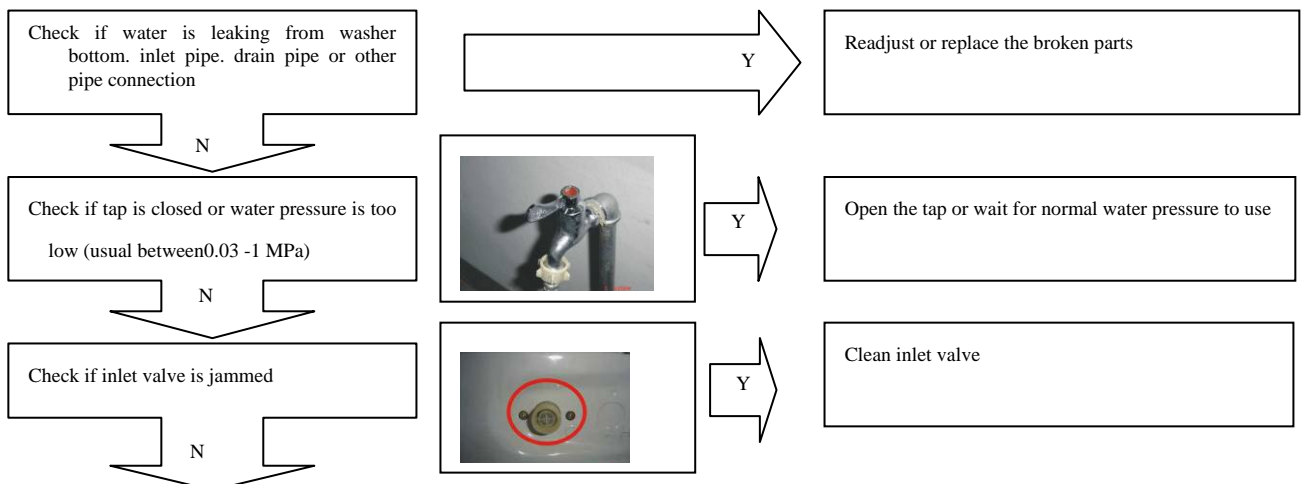 Check if water is leaking from washer
bottom. inlet pipe. drain pipe or other
pipe connection
Y
Readjust or replace the broken parts
N
Check if tap is closed or water pressure is too
low (usual between0.03 -1 MPa)
Y
Open the tap or wait for normal water pressure to use
N
Check if inlet valve is jammed
Y
Clean inlet valve
N